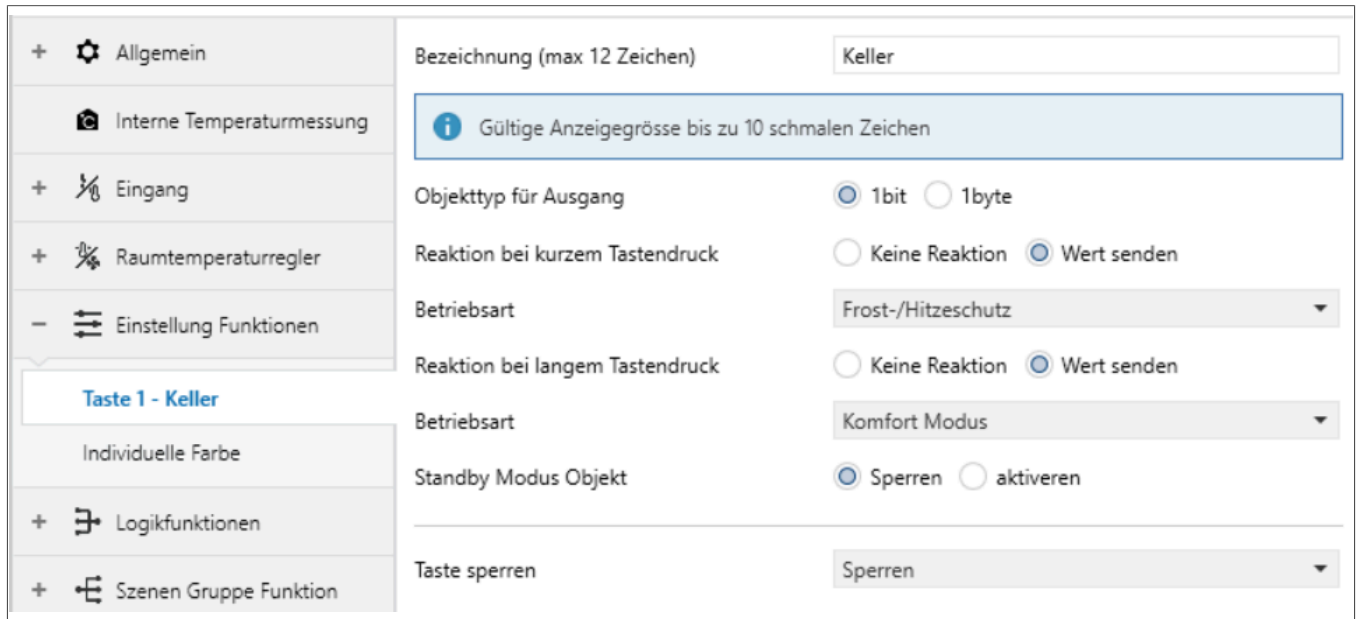 Allgemein
Interne Temperaturmessung
Eingang
Raumtemperaturregler
Einstellung Funktionen
Taste 1 - Keller
Individuelle Farbe
Logikfunktionen
Szenen Gruppe Funktion
Bezeichnung (max 12 Zeichen) Keller
Gültige Anzeigegrösse bis zu 10 schmalen Zeichen
Objekttyp für Ausgang 1bit 1byte
Reaktion bei kurzem Tastendruck Keine Reaktion Wert senden
Betriebsart Frost-/Hitzeschutz
Reaktion bei langem Tastendruck Keine Reaktion Wert senden
Betriebsart Komfort Modus
Standby Modus Objekt Sperren aktiveren
Taste sperren Sperren